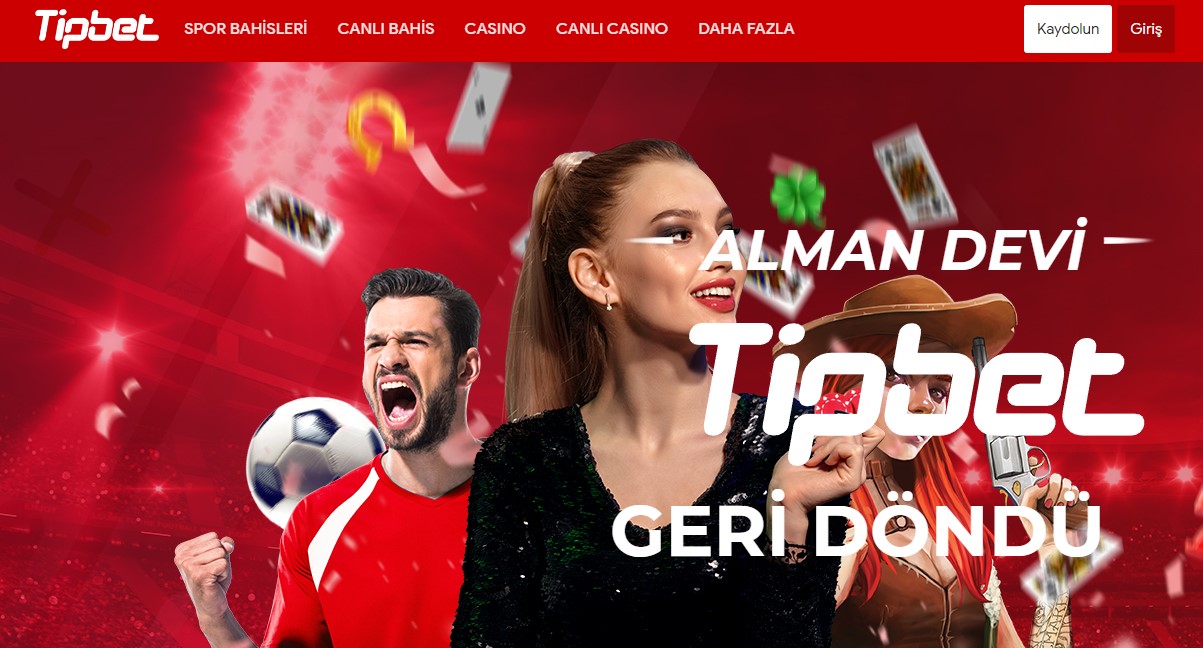 Tipbet
SPOR BAHİSLERİ
CANLI BAHİS
CASINO
CANLI CASINO
DAHA FAZLA
Kaydolun
Giriş
ALMAN DEVİ
Tipbet
GERİ DÖNDÜ